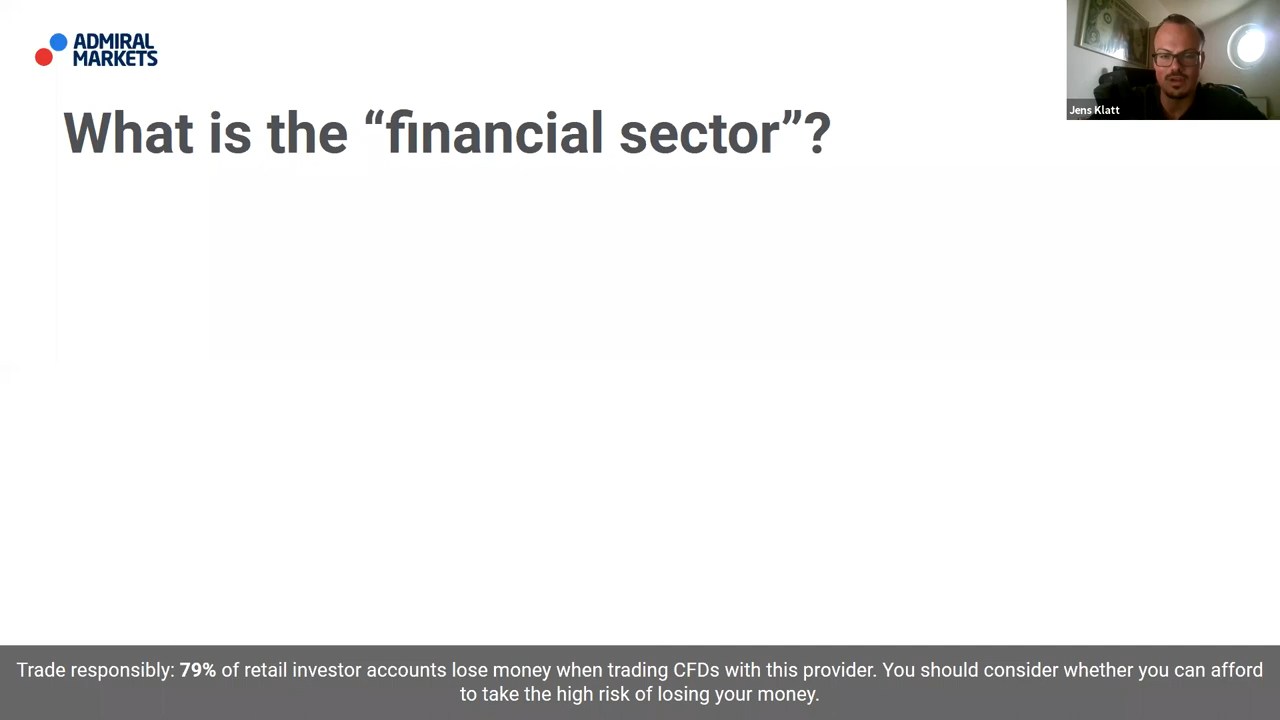 ADMIRAL
MARKETS
Jens Klatt
What is the “financial sector”?
Trade responsibly: 79% of retail investor accounts lose money when trading CFDs with this provider. You should consider whether you can afford
to take the high risk of losing your money.